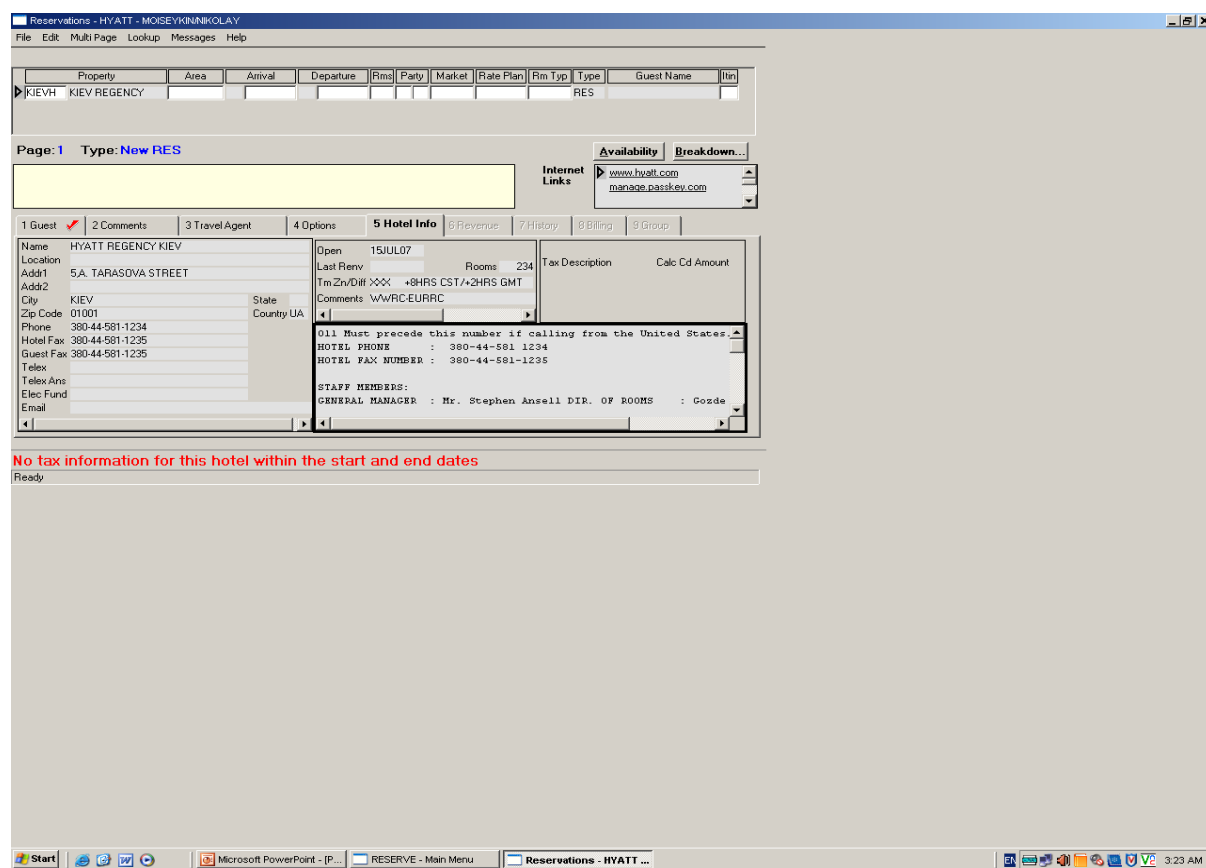 Reservations - HYATT - MOISEYKIN/NIKOLAY
File Edit Multi Page Lookup Messages Help
Property Area Arrival Departure Rms Party Market Rate Plan Rm Typ Type Guest Name Itin
KIEVH KIEV REGENCY RES
Page: 1 Type: New RES
Availability Breakdown...
Internet Links
www.hyatt.com
manage.passkey.com
1 Guest 2 Comments 3 Travel Agent 4 Options 5 Hotel Info 6 Revenue 7 History 8 Billing 9 Group
Name HYATT REGENCY KIEV
Location
Addr1 5,A. TARASOVA STREET
Addr2
City KIEV State
Zip Code 01001 Country UA
Phone 380-44-581-1234
Hotel Fax 380-44-581-1235
Guest Fax 380-44-581-1235
Telex
Telex Ans
Elec Fund
Email
Open 15JUL07
Last Renv Rooms 234
Tm Zn/Diff XXX +8HRS CST/+2HRS GMT
Comments WWRC-EURRC
Tax Description Calc Cd Amount
011 Must precede this number if calling from the United States.
HOTEL PHONE : 380-44-581 1234
HOTEL FAX NUMBER : 380-44-581-1235
STAFF MEMBERS:
GENERAL MANAGER : Mr. Stephen Ansell DIR. OF ROOMS : Gozde
No tax information for this hotel within the start and end dates
Ready
Start Microsoft PowerPoint - [P... RESERVE - Main Menu Reservations - HYATT ... EN 3:23 AM